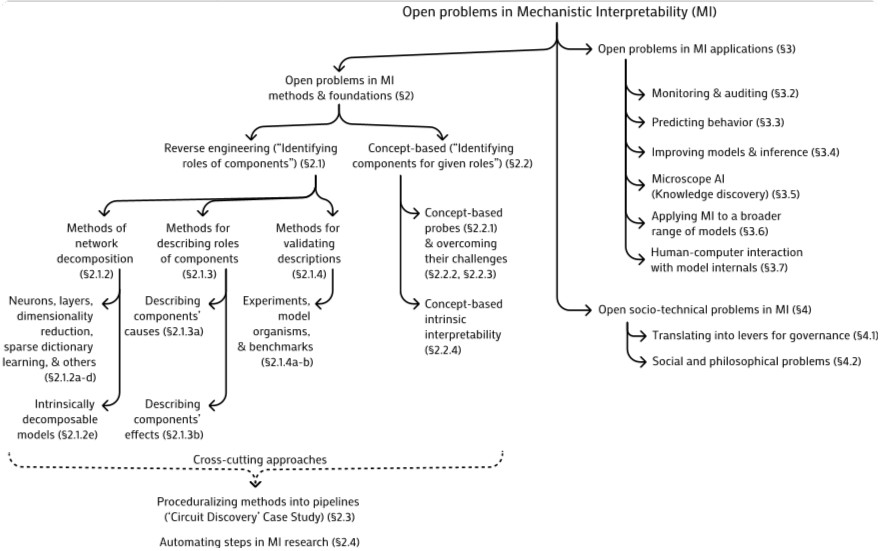 Open problems in Mechanistic Interpretability (MI)
Open problems in MI
methods & foundations (§2)
Reverse engineering (“Identifying
roles of components”) (§2.1)
Methods of
network
decomposition
(§2.1.2)
Neurons, layers,
dimensionality
reduction,
sparse dictionary
learning, & others
(§2.1.2a-d)
Intrinsically
decomposable
models (§2.1.2e)
Methods for
describing roles
of components
(§2.1.3)
Describing
components’
causes (§2.1.3a)
Describing
components’
effects (§2.1.3b)
Methods for
validating
descriptions
(§2.1.4)
Experiments,
model
organisms,
& benchmarks
(§2.1.4a-b)
Concept-based (“Identifying
components for given roles”) (§2.2)
Concept-based
probes (§2.2.1)
& overcoming
their challenges
(§2.2.2, §2.2.3)
Concept-based
intrinsic
interpretability
(§2.2.4)
Cross-cutting approaches
Proceduralizing methods into pipelines
(‘Circuit Discovery’ Case Study) (§2.3)
Automating steps in MI research (§2.4)
Open problems in MI applications (§3)
Monitoring & auditing (§3.2)
Predicting behavior (§3.3)
Improving models & inference (§3.4)
Microscope AI
(Knowledge discovery) (§3.5)
Applying MI to a broader
range of models (§3.6)
Human-computer interaction
with model internals (§3.7)
Open socio-technical problems in MI (§4)
Translating into levers for governance (§4.1)
Social and philosophical problems (§4.2)